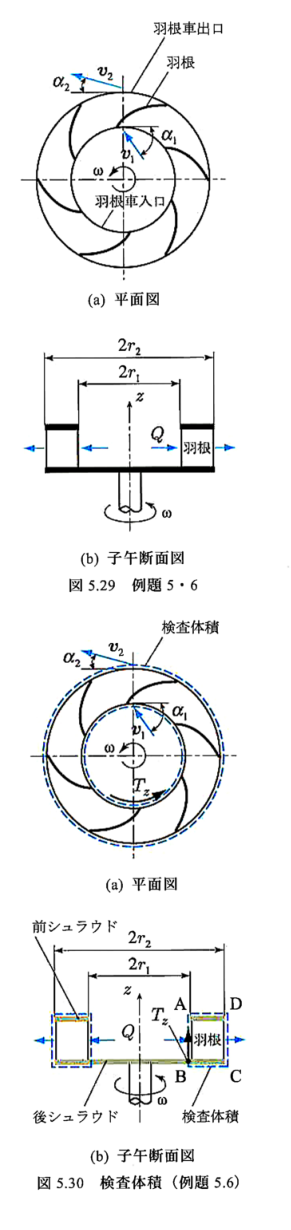 羽根車出口
α₂
v₂
羽根
α₁
v₁
ω
羽根車入口
(a) 平面図
2r₂
2r₁
z
Q
羽根
ω
(b) 子午断面図
図 5.29 例題 5・6
検査体積
α₂
v₂
α₁
v₁
ω
T_z
(a) 平面図
前シュラウド
2r₂
2r₁
z
A
D
Q
T_z
羽根
B
C
後シュラウド
ω
検査体積
(b) 子午断面図
図 5.30 検査体積（例題 5.6）